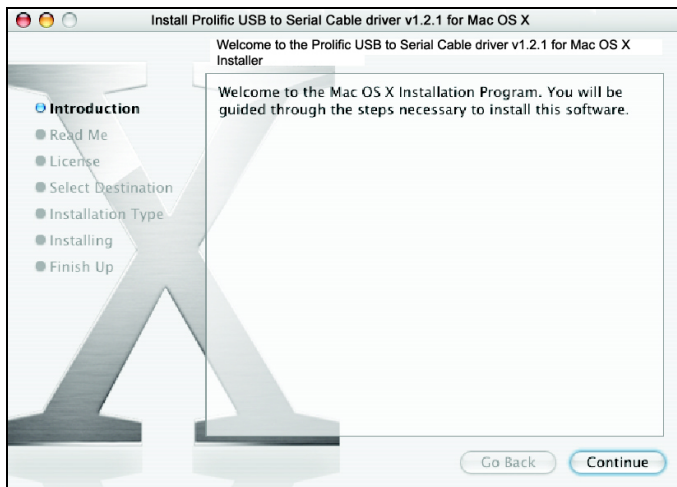 Install Prolific USB to Serial Cable driver v1.2.1 for Mac OS X
Welcome to the Prolific USB to Serial Cable driver v1.2.1 for Mac OS X
Installer
Introduction
Read Me
License
Select Destination
Installation Type
Installing
Finish Up
Welcome to the Mac OS X Installation Program. You will be
guided through the steps necessary to install this software.
Go Back
Continue